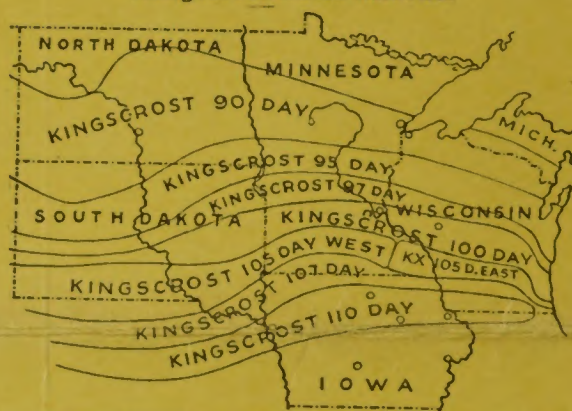 NORTH DAKOTA
MINNESOTA
MICH.
KINGSCROST 90 DAY
KINGSCROST 95 DAY
KINGSCROST 97 DAY
SOUTH DAKOTA
WISCONSIN
KINGSCROST 100 DAY
KINGSCROST 105 DAY WEST
KX 105 D. EAST
KINGSCROST 107 DAY
KINGSCROST 110 DAY
IOWA